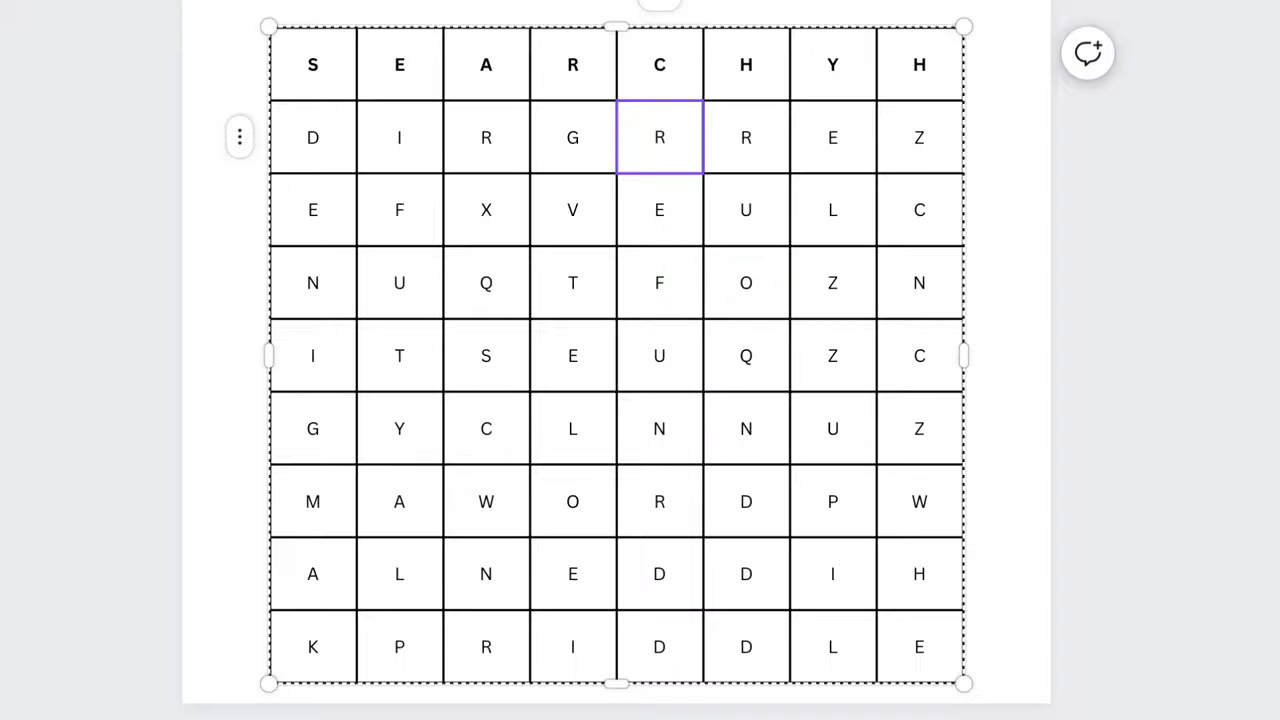 S E A R C H Y H
D I R G R R E Z
E F X V E U L C
N U Q T F O Z N
I T S E U Q Z C
G Y C L N N U Z
M A W O R D P W
A L N E D D I H
K P R I D D L E